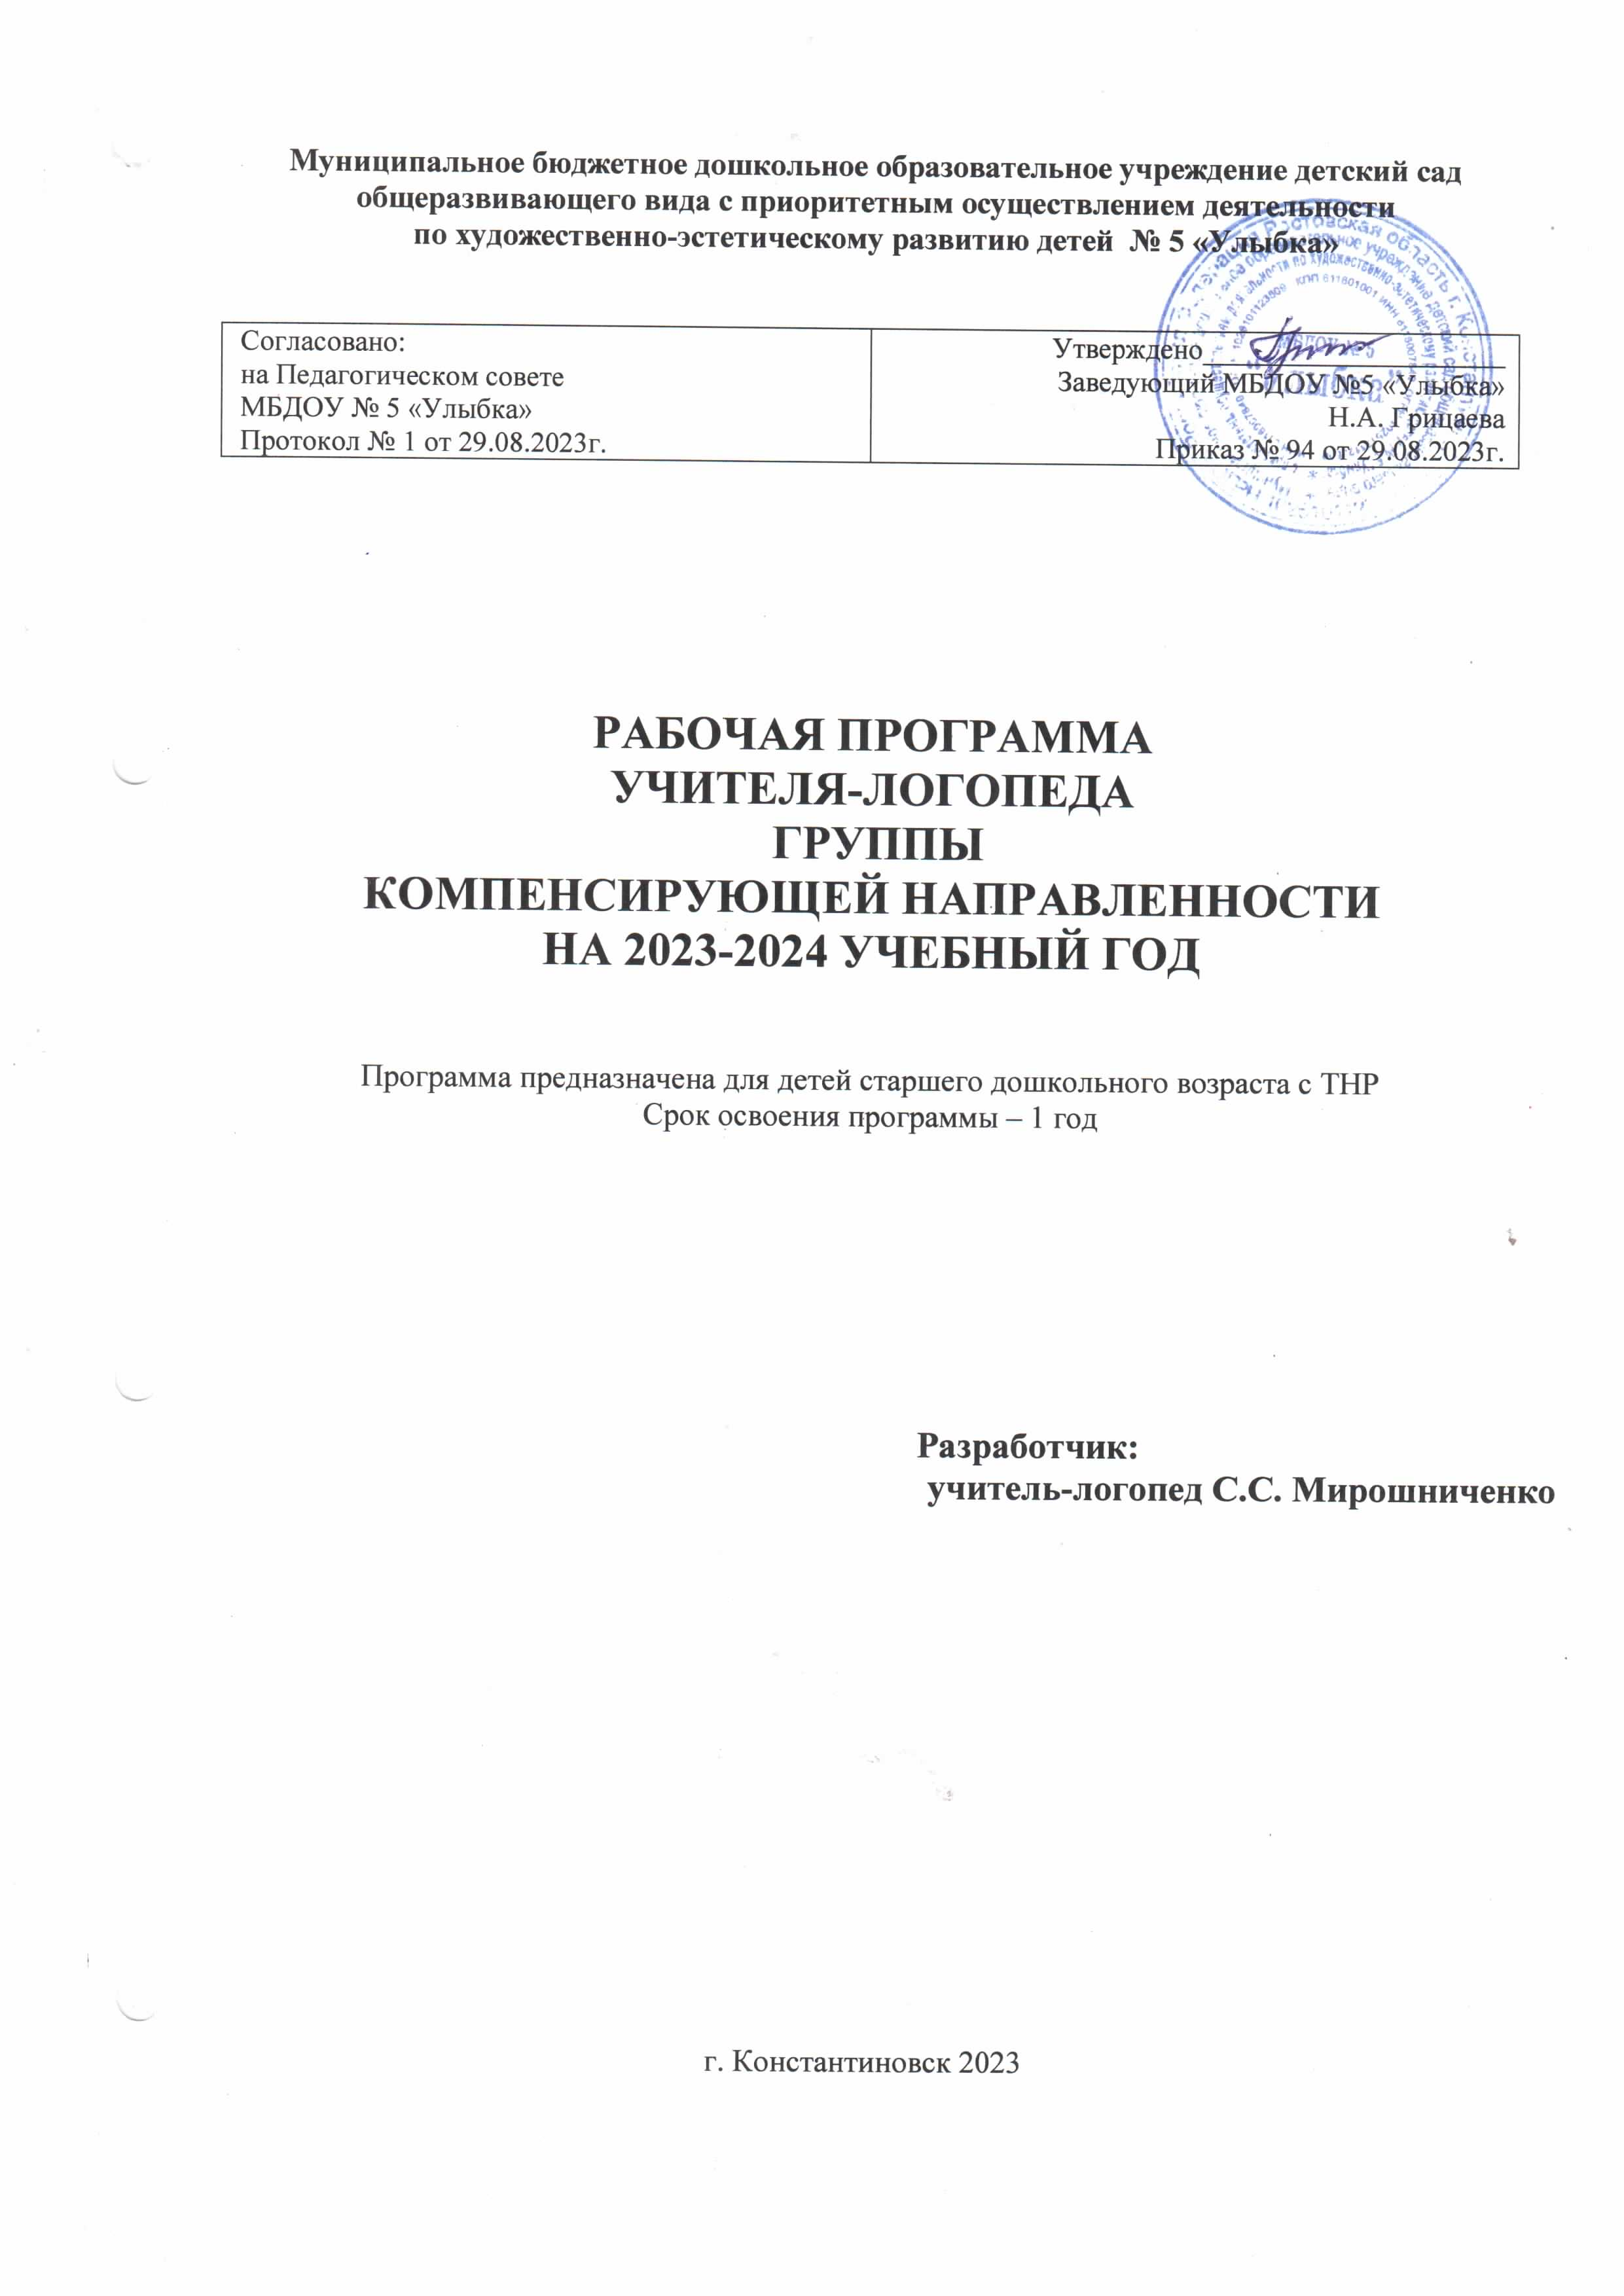 Муниципальное бюджетное дошкольное образовательное учреждение детский сад
общеразвивающего вида с приоритетным осуществлением деятельности
по художественно-эстетическому развитию детей № 5 «Улыбка»
Согласовано:
на Педагогическом совете
МБДОУ № 5 «Улыбка»
Протокол № 1 от 29.08.2023г.
Утверждено
Заведующий МБДОУ №5 «Улыбка»
Н.А. Грицаева
Приказ № 94 от 29.08.2023г.
РАБОЧАЯ ПРОГРАММА
УЧИТЕЛЯ-ЛОГОПЕДА
ГРУППЫ
КОМПЕНСИРУЮЩЕЙ НАПРАВЛЕННОСТИ
НА 2023-2024 УЧЕБНЫЙ ГОД
Программа предназначена для детей старшего дошкольного возраста с ТНР
Срок освоения программы – 1 год
Разработчик:
учитель-логопед С.С. Мирошниченко
г. Константиновск 2023